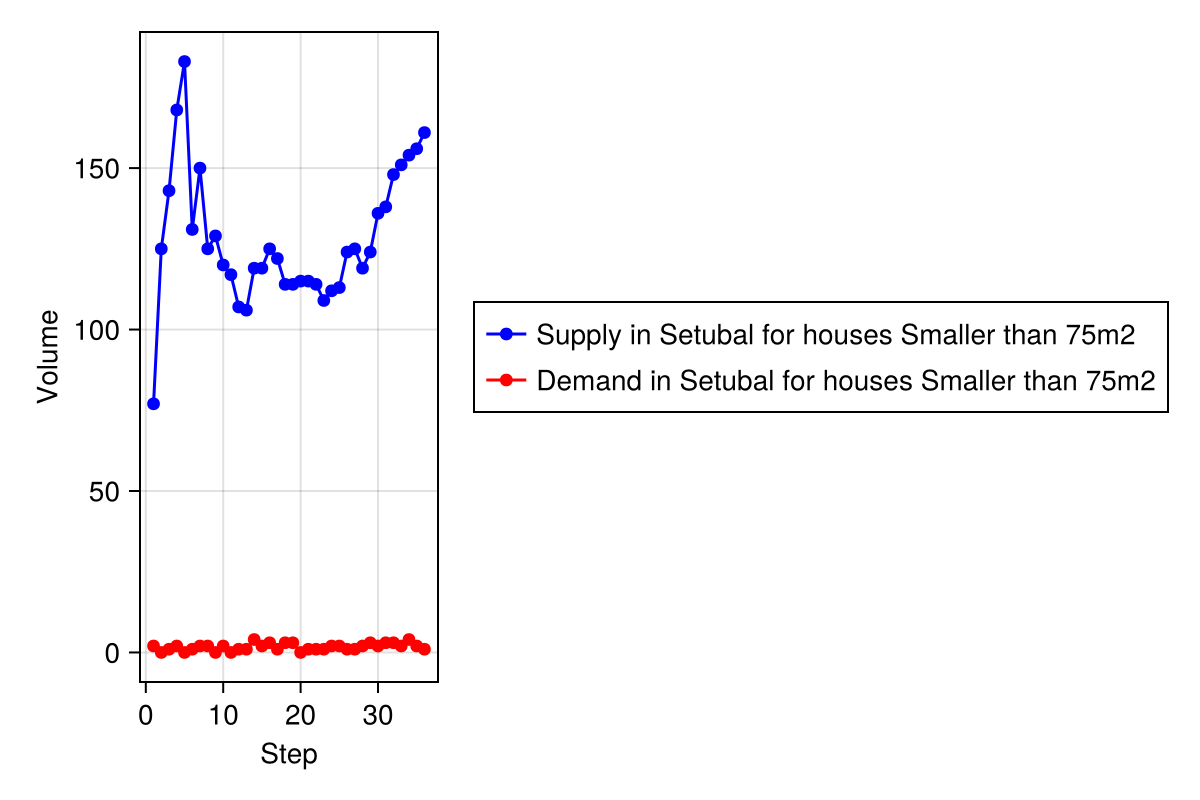 Volume
150
100
50
0
0 10 20 30
Step
Supply in Setubal for houses Smaller than 75m2
Demand in Setubal for houses Smaller than 75m2